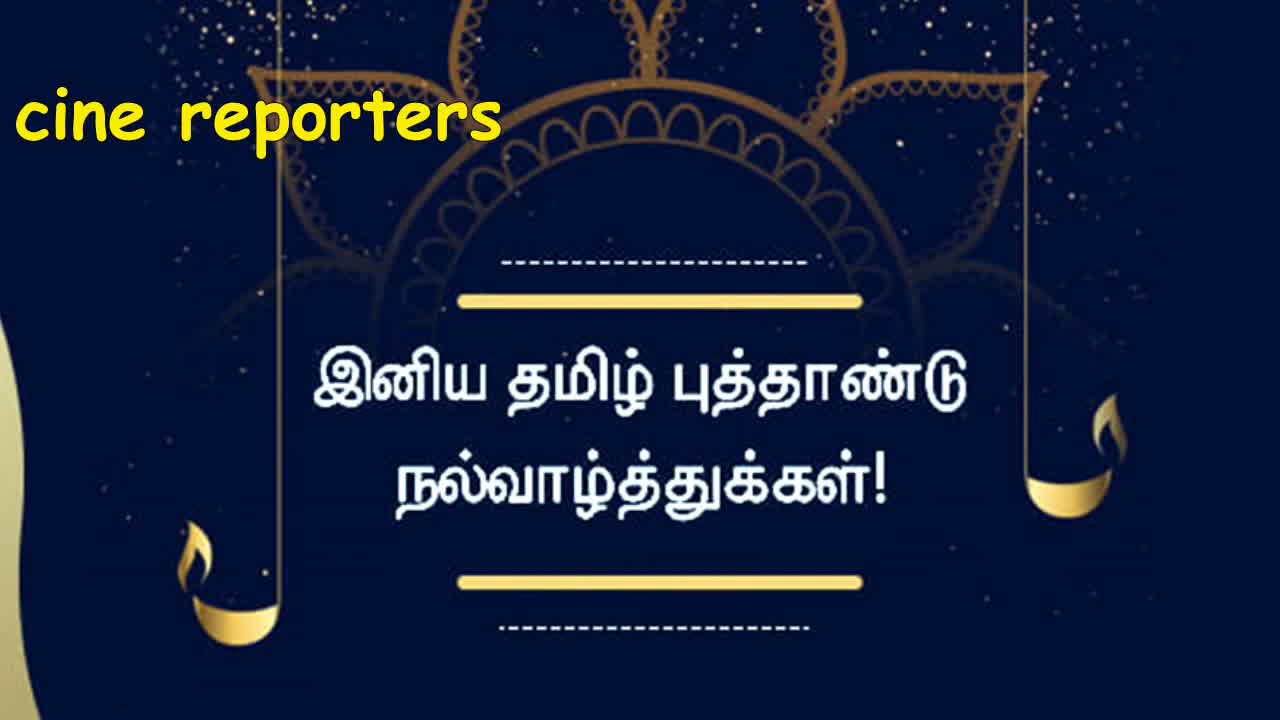 cine reporters
இனிய தமிழ் புத்தாண்டு
நல்வாழ்த்துக்கள்!